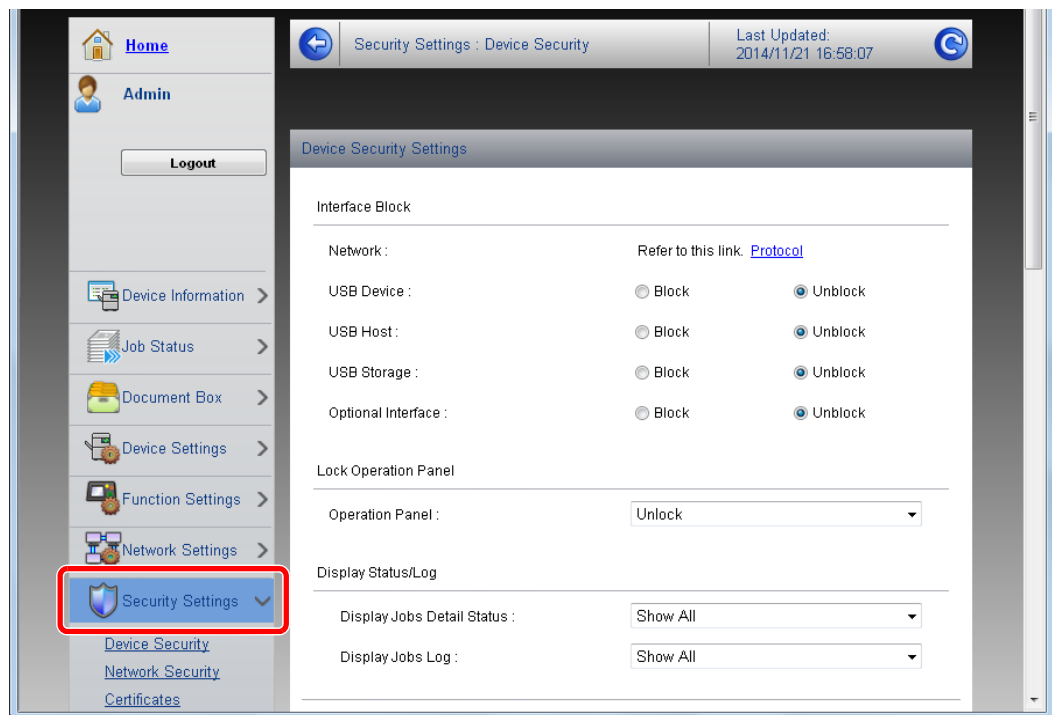 Home
Admin
Logout
Device Information
Job Status
Document Box
Device Settings
Function Settings
Network Settings
Security Settings
Device Security
Network Security
Certificates
Security Settings : Device Security
Last Updated:
2014/11/21 16:58:07
Device Security Settings
Interface Block
Network : Refer to this link. Protocol
USB Device : Block Unblock
USB Host : Block Unblock
USB Storage : Block Unblock
Optional Interface : Block Unblock
Lock Operation Panel
Operation Panel : Unlock
Display Status/Log
Display Jobs Detail Status : Show All
Display Jobs Log : Show All